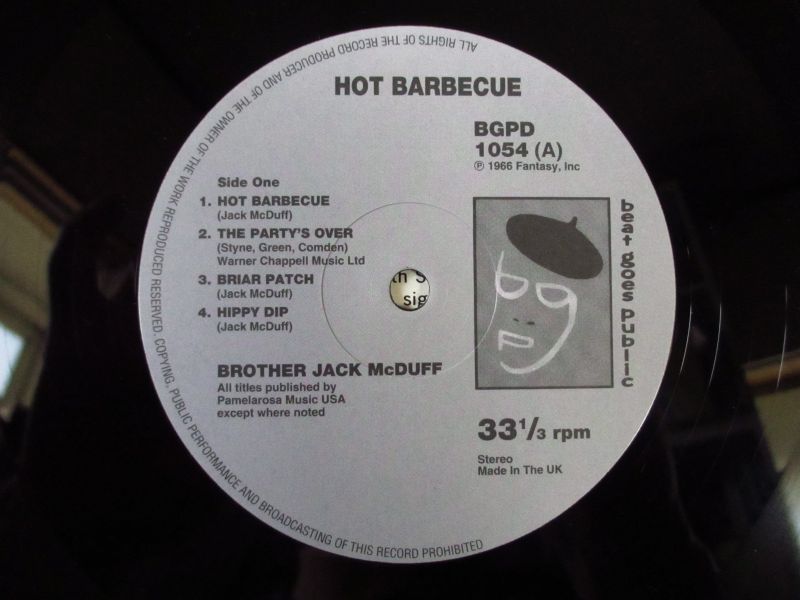 HOT BARBECUE
BGPD
1054 (A)
℗ 1966 Fantasy, Inc
Side One
1. HOT BARBECUE
(Jack McDuff)
2. THE PARTY'S OVER
(Styne, Green, Comden)
Warner Chappell Music Ltd
3. BRIAR PATCH
(Jack McDuff)
4. HIPPY DIP
(Jack McDuff)
BROTHER JACK McDUFF
All titles published by
Pamelarosa Music USA
except where noted
beat goes public
bgp
33 1/3 rpm
Stereo
Made In The UK
ALL RIGHTS OF THE RECORD PRODUCER AND OF THE OWNER OF THE WORK REPRODUCED RESERVED. COPYING, PUBLIC PERFORMANCE AND BROADCASTING OF THIS RECORD PROHIBITED
sig